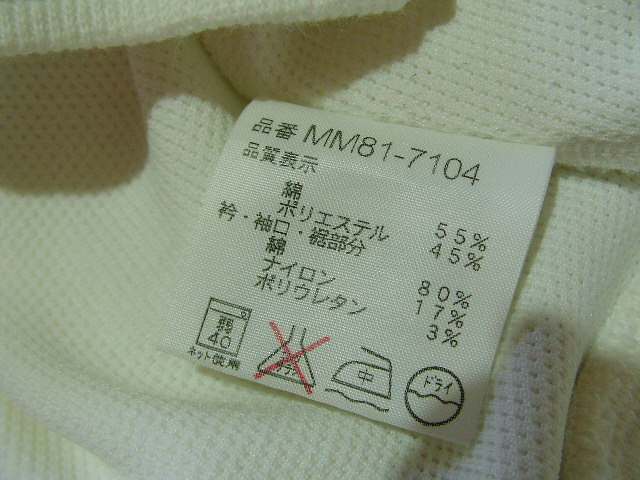 品番 MM81-7104
品質表示
綿 55%
ポリエステル 45%
衿・袖口・裾部分
綿 80%
ナイロン 17%
ポリウレタン 3%
弱
40
ネット使用
中
ドライ